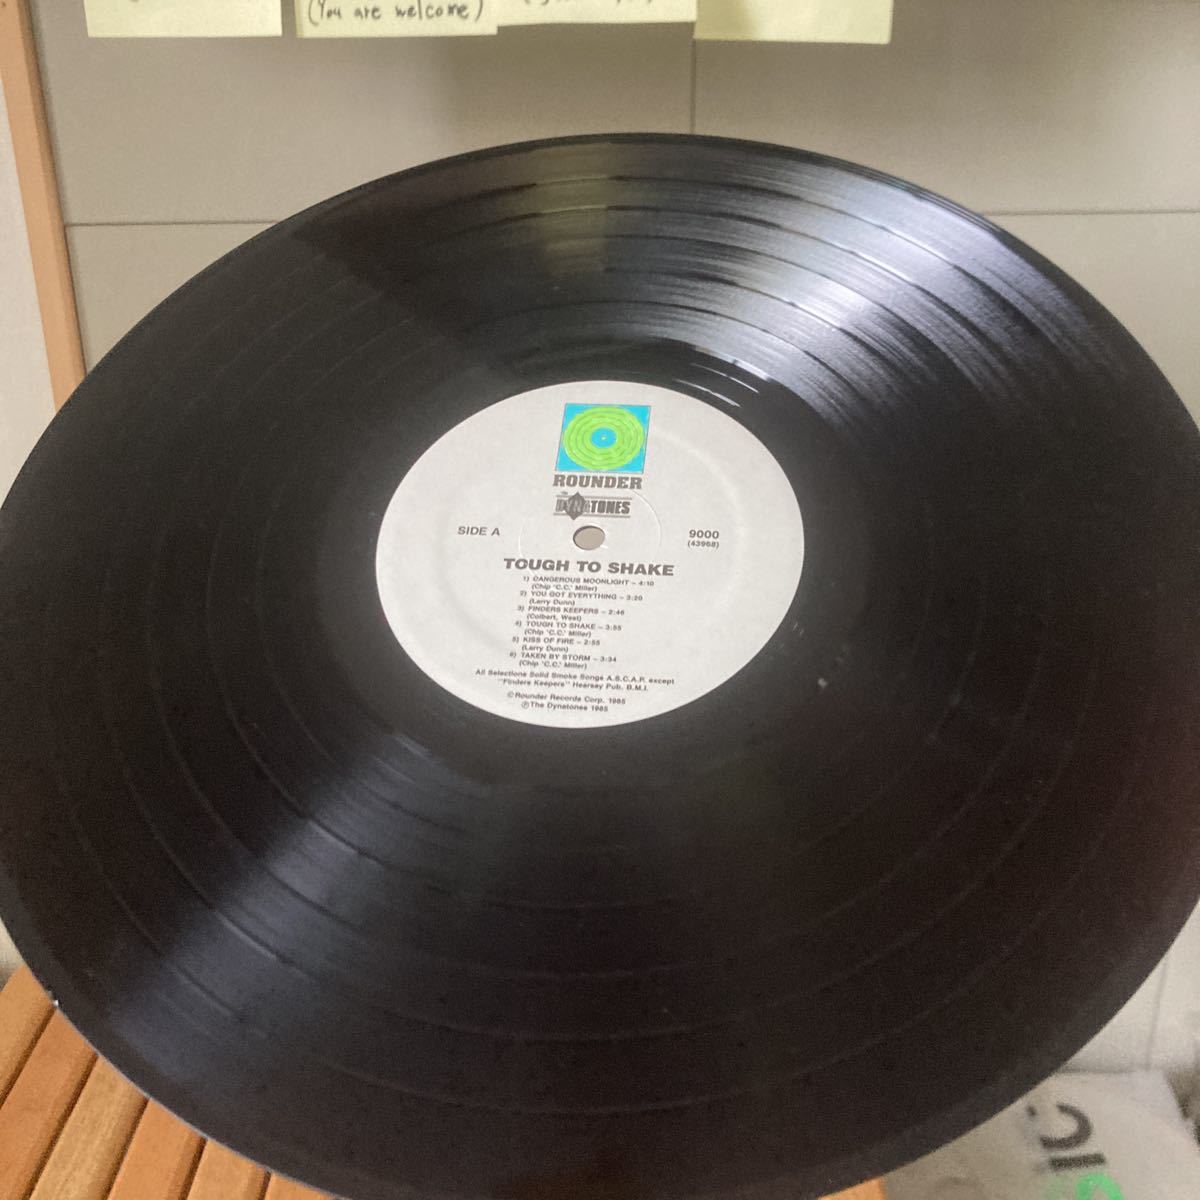 (You are welcome)
ROUNDER
THE DYNATONES
SIDE A
9000
(43968)
TOUGH TO SHAKE
1) DANGEROUS MOONLIGHT – 4:10
(Chip "C.C." Miller)
2) YOU GOT EVERYTHING – 3:20
(Larry Dunn)
3) FINDERS KEEPERS – 2:46
(Colbert, West)
4) TOUGH TO SHAKE – 3:55
(Chip "C.C." Miller)
5) KISS OF FIRE – 2:55
(Larry Dunn)
6) TAKEN BY STORM – 3:34
(Chip "C.C." Miller)
All Selections Solid Smoke Songs A.S.C.A.P. except
"Finders Keepers" Hearsay Pub. B.M.I.
©Rounder Records Corp. 1985
℗The Dynatones 1985